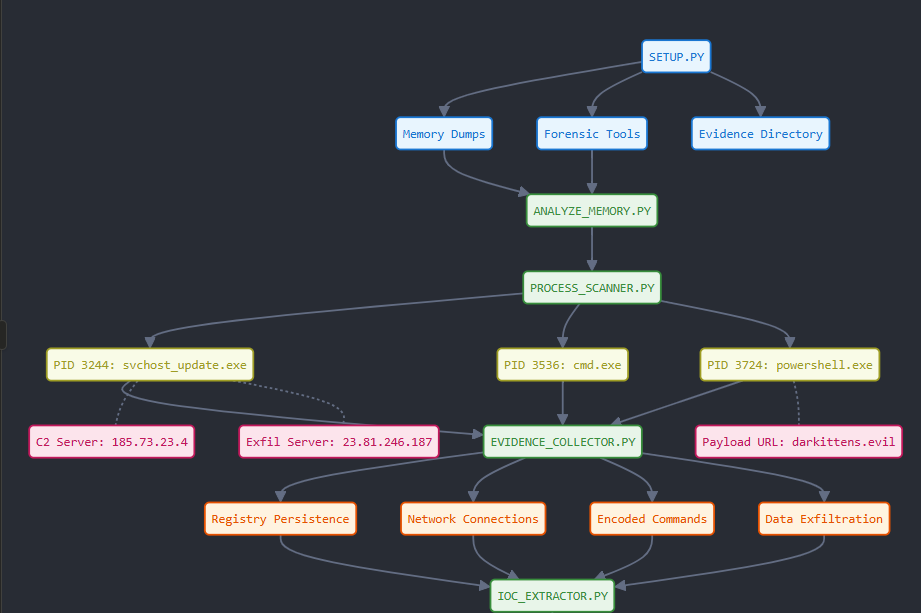 SETUP.PY
Memory Dumps
Forensic Tools
Evidence Directory
ANALYZE_MEMORY.PY
PROCESS_SCANNER.PY
PID 3244: svchost_update.exe
PID 3536: cmd.exe
PID 3724: powershell.exe
C2 Server: 185.73.23.4
Exfil Server: 23.81.246.187
EVIDENCE_COLLECTOR.PY
Payload URL: darkittens.evil
Registry Persistence
Network Connections
Encoded Commands
Data Exfiltration
IOC_EXTRACTOR.PY